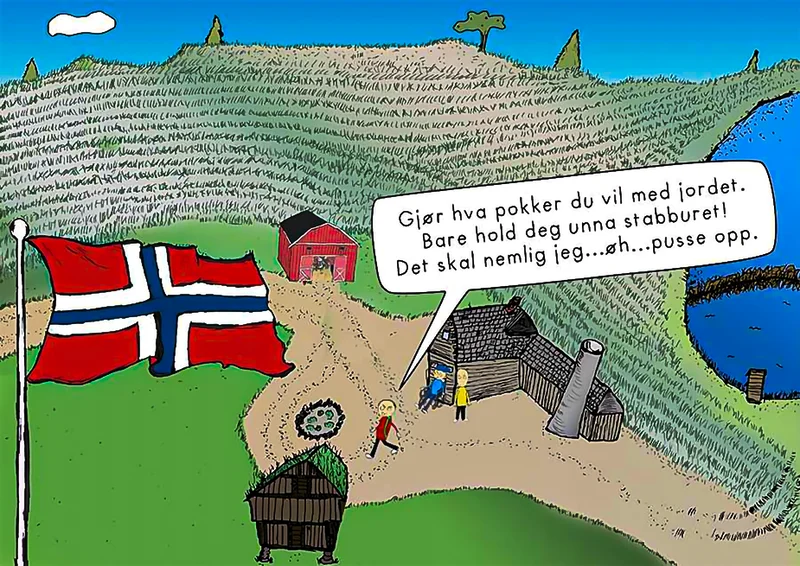 Gjør hva pokker du vil med jordet.
Bare hold deg unna stabburet!
Det skal nemlig jeg...øh...pusse opp.